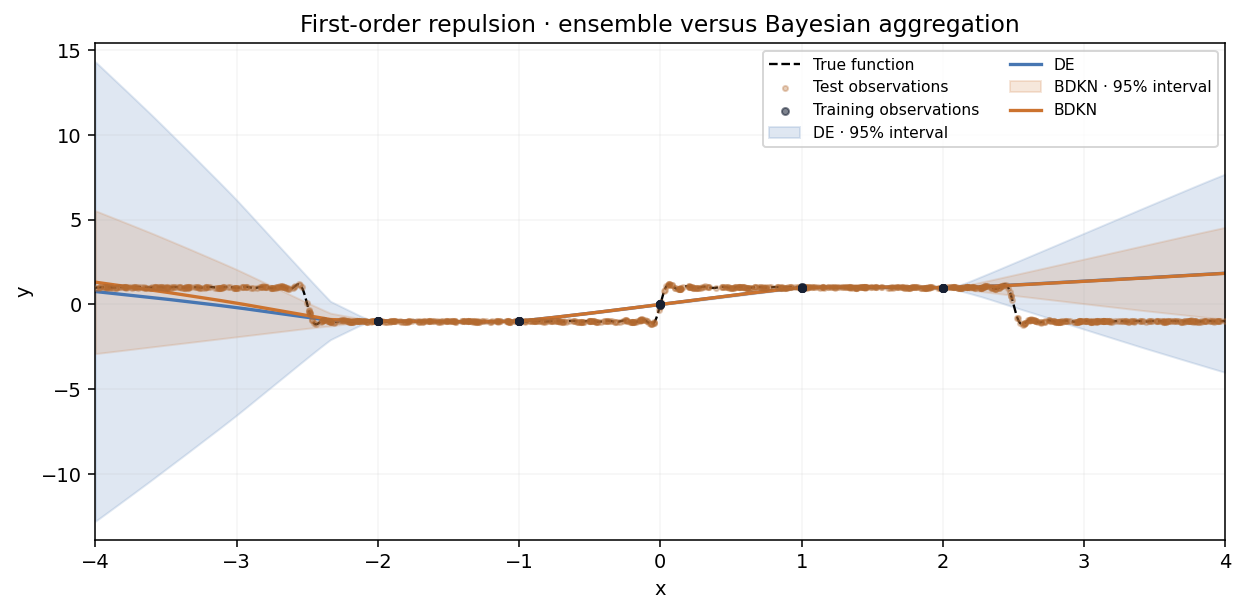 First-order repulsion · ensemble versus Bayesian aggregation
True function
Test observations
Training observations
DE · 95% interval
DE
BDKN · 95% interval
BDKN
15
10
5
0
−5
−10
y
−4
−3
−2
−1
0
1
2
3
4
x